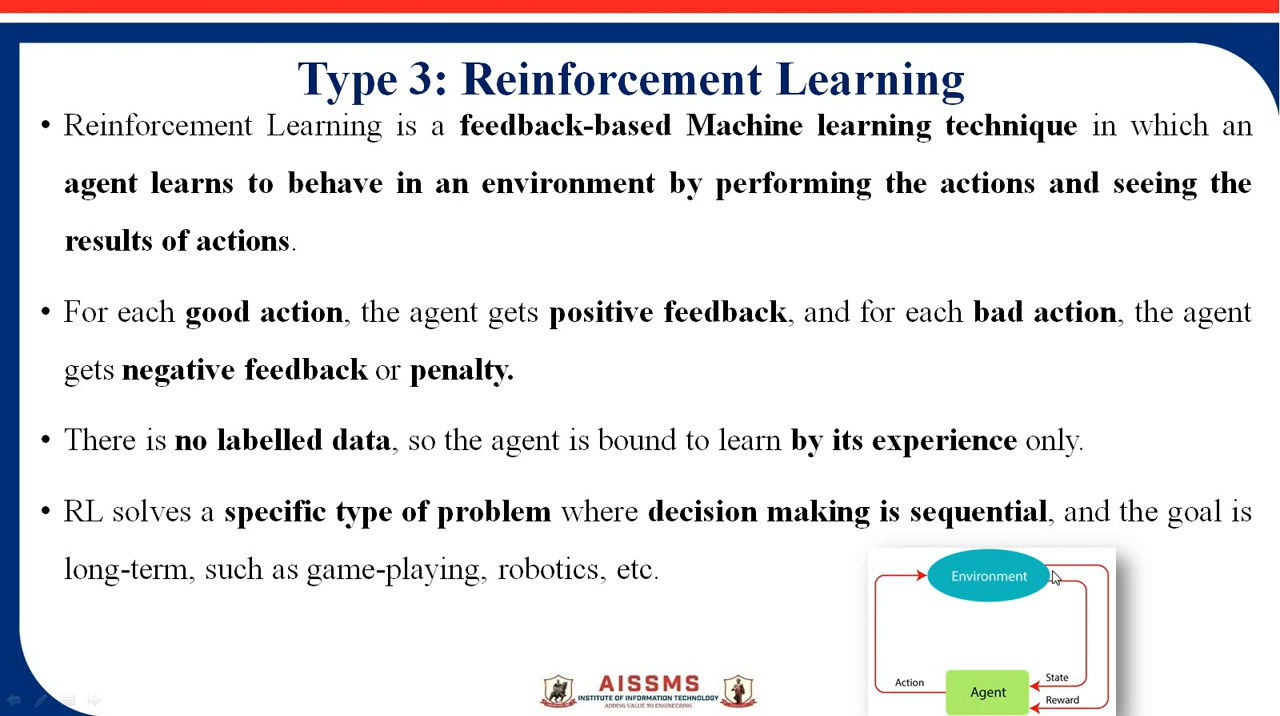 Type 3: Reinforcement Learning
• Reinforcement Learning is a feedback-based Machine learning technique in which an
agent learns to behave in an environment by performing the actions and seeing the
results of actions.
• For each good action, the agent gets positive feedback, and for each bad action, the agent
gets negative feedback or penalty.
• There is no labelled data, so the agent is bound to learn by its experience only.
• RL solves a specific type of problem where decision making is sequential, and the goal is
long-term, such as game-playing, robotics, etc.
Environment
Action
Agent
State
Reward
AISSMS
INSTITUTE OF INFORMATION TECHNOLOGY
ADDING VALUE TO ENGINEERING